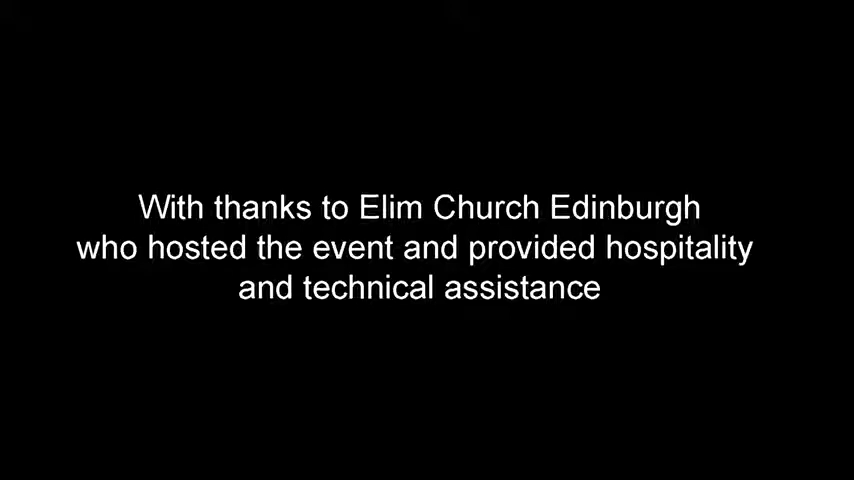 With thanks to Elim Church Edinburgh
who hosted the event and provided hospitality
and technical assistance